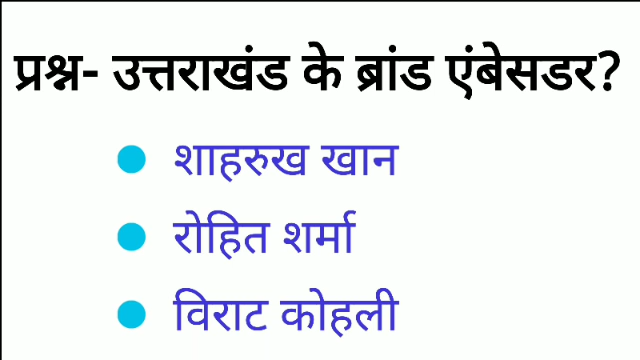 प्रश्न- उत्तराखंड के ब्रांड एंबेसडर?
शाहरुख खान
रोहित शर्मा
विराट कोहली